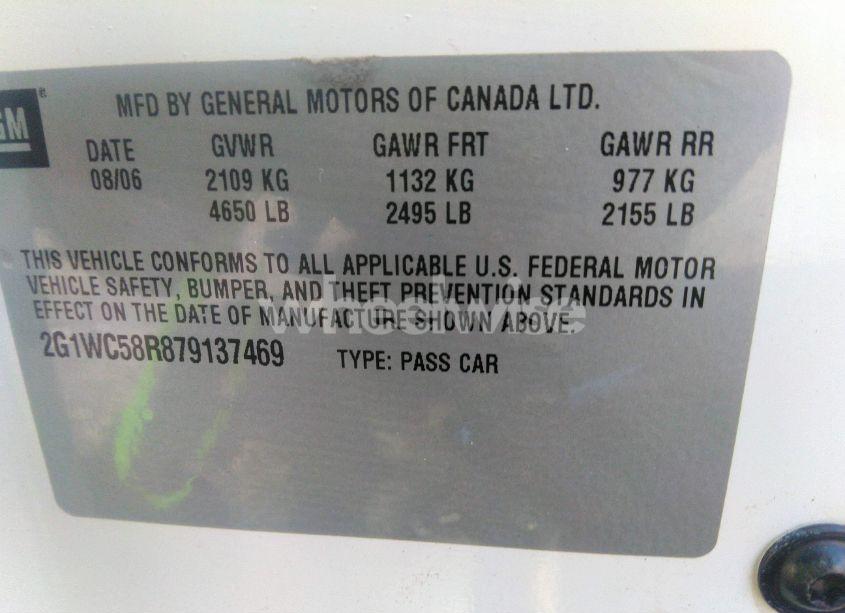 GM®
MFD BY GENERAL MOTORS OF CANADA LTD.
DATE GVWR GAWR FRT GAWR RR
08/06 2109 KG 1132 KG 977 KG
4650 LB 2495 LB 2155 LB
THIS VEHICLE CONFORMS TO ALL APPLICABLE U.S. FEDERAL MOTOR
VEHICLE SAFETY, BUMPER, AND THEFT PREVENTION STANDARDS IN
EFFECT ON THE DATE OF MANUFACTURE SHOWN ABOVE.
wheelwise
2G1WC58R879137469 TYPE: PASS CAR